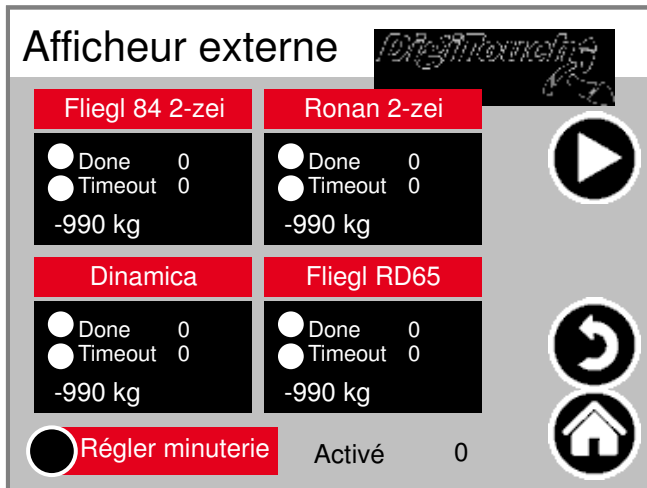 Afficheur externe
DigiTouch
Fliegl 84 2-zei
Ronan 2-zei
Done 0
Timeout 0
-990 kg
Done 0
Timeout 0
-990 kg
Dinamica
Fliegl RD65
Done 0
Timeout 0
-990 kg
Done 0
Timeout 0
-990 kg
Régler minuterie
Activé 0